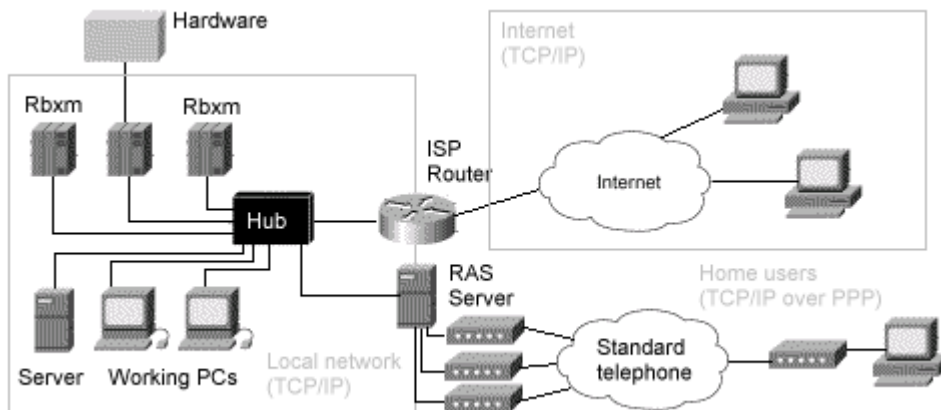 Hardware
Internet
(TCP/IP)
Rbxm
Rbxm
ISP
Router
Internet
Hub
RAS
Server
Home users
(TCP/IP over PPP)
Standard
telephone
Local network
(TCP/IP)
Server
Working PCs